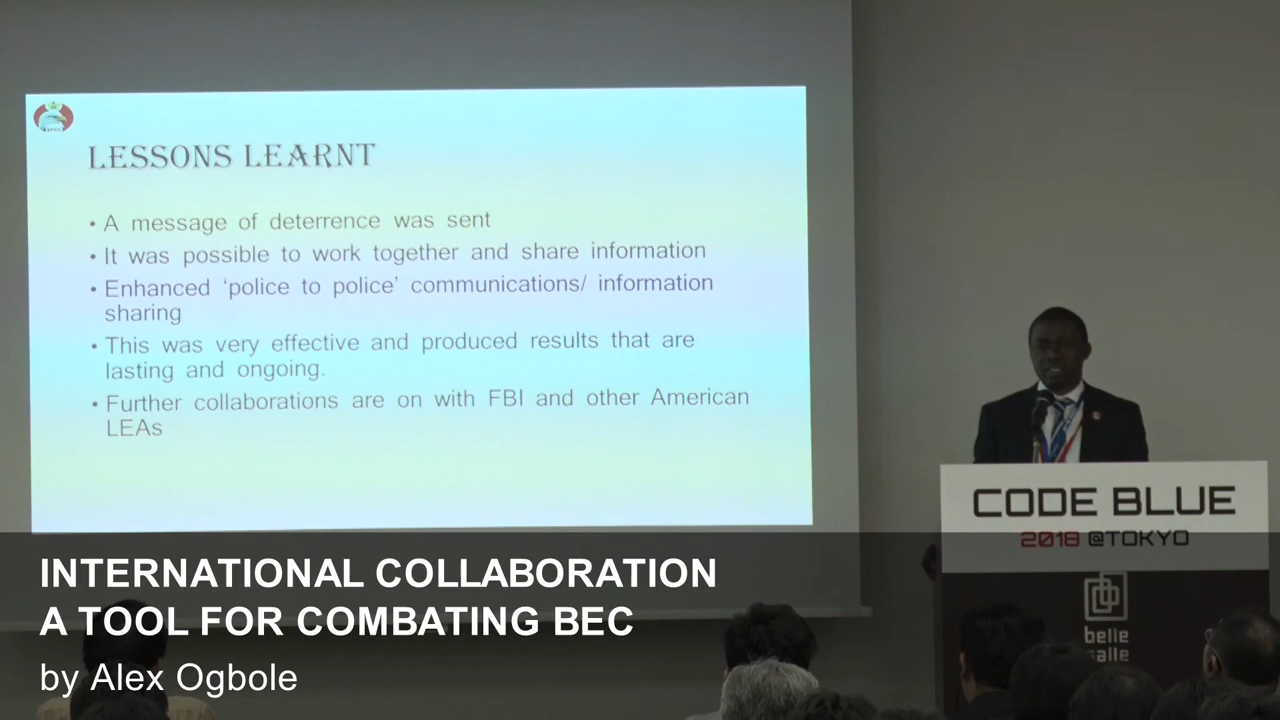 LESSONS LEARNT
• A message of deterrence was sent
• It was possible to work together and share information
• Enhanced ‘police to police’ communications/ information
sharing
• This was very effective and produced results that are
lasting and ongoing.
• Further collaborations are on with FBI and other American
LEAs
CODE BLUE
2018 @TOKYO
belle
salle
INTERNATIONAL COLLABORATION
A TOOL FOR COMBATING BEC
by Alex Ogbole